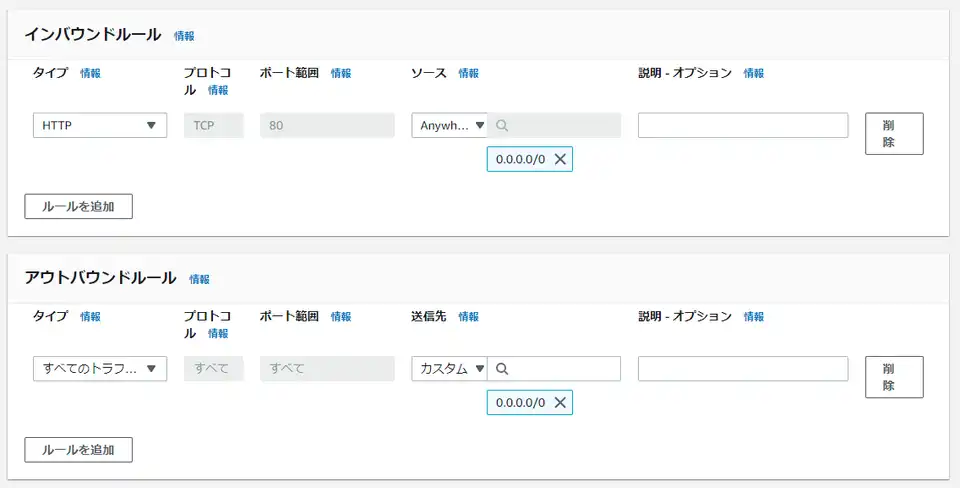 インバウンドルール 情報
タイプ 情報 プロトコル 情報 ポート範囲 情報 ソース 情報 説明 - オプション 情報
HTTP TCP 80 Anywh... 削除
0.0.0.0/0
ルールを追加
アウトバウンドルール 情報
タイプ 情報 プロトコル 情報 ポート範囲 情報 送信先 情報 説明 - オプション 情報
すべてのトラフ... すべて すべて カスタム 削除
0.0.0.0/0
ルールを追加